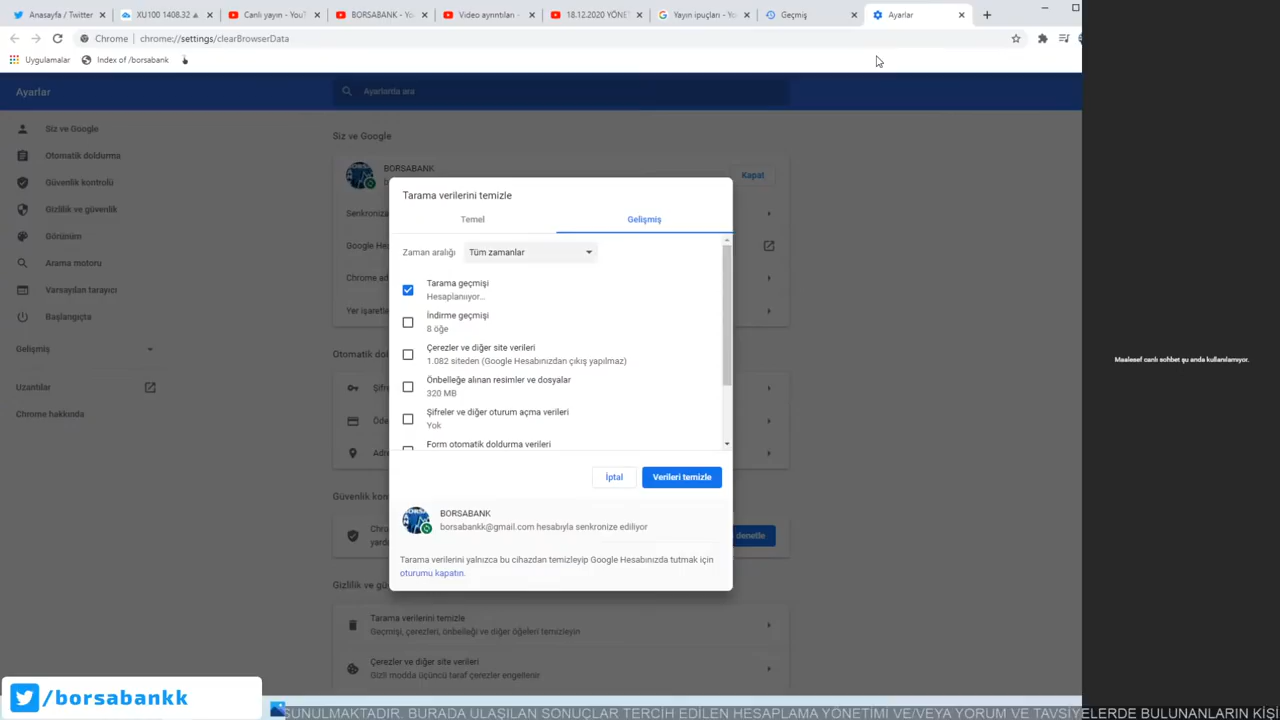 Anasayfa / Twitter
XU100 1408.32
Canlı yayın - YouT
BORSABANK - Yo
Video ayrıntıları -
18.12.2020 YÖNE
Yayın ipuçları - G
Geçmiş
Ayarlar
Chrome | chrome://settings/clearBrowserData
Uygulamalar
Index of /borsabank
Ayarlar
Ayarlarda ara
Siz ve Google
Otomatik doldurma
Güvenlik kontrolü
Gizlilik ve güvenlik
Görünüm
Arama motoru
Varsayılan tarayıcı
Başlangıçta
Gelişmiş
Uzantılar
Chrome hakkında
Siz ve Google
BORSABANK
Kapat
Senkroniza
Google He
Chrome ad
Yer işaretle
Otomatik dol
Şifr
Öde
Adre
Güvenlik kont
Chro
yardı
denetle
Gizlilik ve gü
Tarama verilerini temizle
Geçmişi, çerezleri, önbelleği ve diğer öğeleri temizleyin
Çerezler ve diğer site verileri
Gizli modda üçüncü taraf çerezler engellenir
Tarama verilerini temizle
Temel
Gelişmiş
Zaman aralığı
Tüm zamanlar
Tarama geçmişi
Hesaplanıyor...
İndirme geçmişi
8 öğe
Çerezler ve diğer site verileri
1.082 siteden (Google Hesabınızdan çıkış yapılmaz)
Önbelleğe alınan resimler ve dosyalar
320 MB
Şifreler ve diğer oturum açma verileri
Yok
Form otomatik doldurma verileri
İptal
Verileri temizle
BORSABANK
borsabankk@gmail.com hesabıyla senkronize ediliyor
Tarama verilerini yalnızca bu cihazdan temizleyip Google Hesabınızda tutmak için
oturumu kapatın.
Maalesef canlı sohbet şu anda kullanılamıyor.
/borsabankk
SUNULMAKTADIR. BURADA ULAŞILAN SONUÇLAR TERCİH EDİLEN HESAPLAMA YÖNETİMİ VE/VEYA YORUM VE TAVSİYELERDE BULUNANLARIN KİŞİ